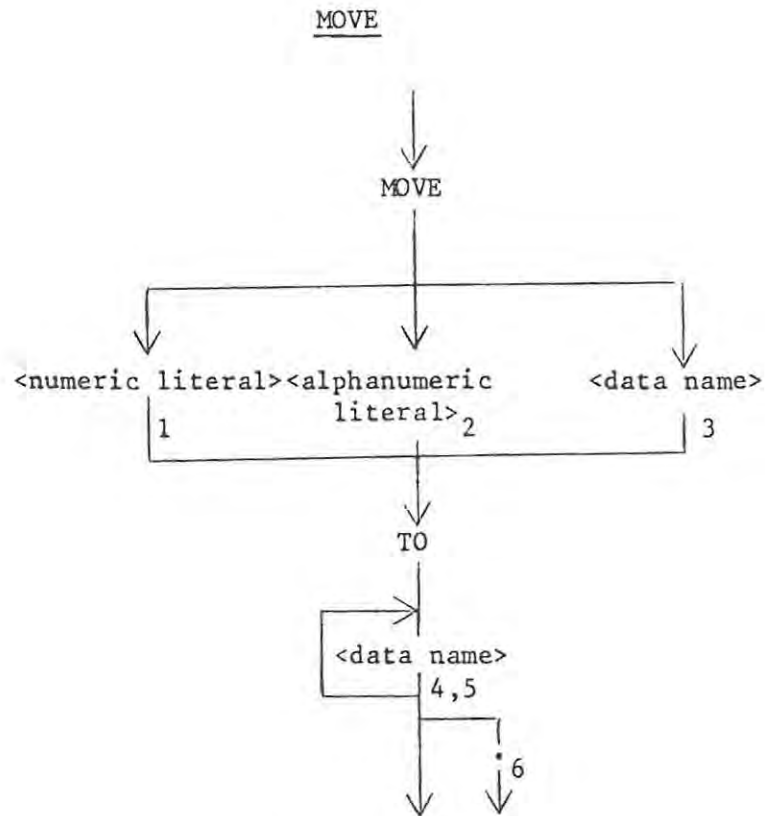 MOVE
MOVE
<numeric literal><alphanumeric literal> <data name>
1 2 3
TO
<data name>
4,5
. 6